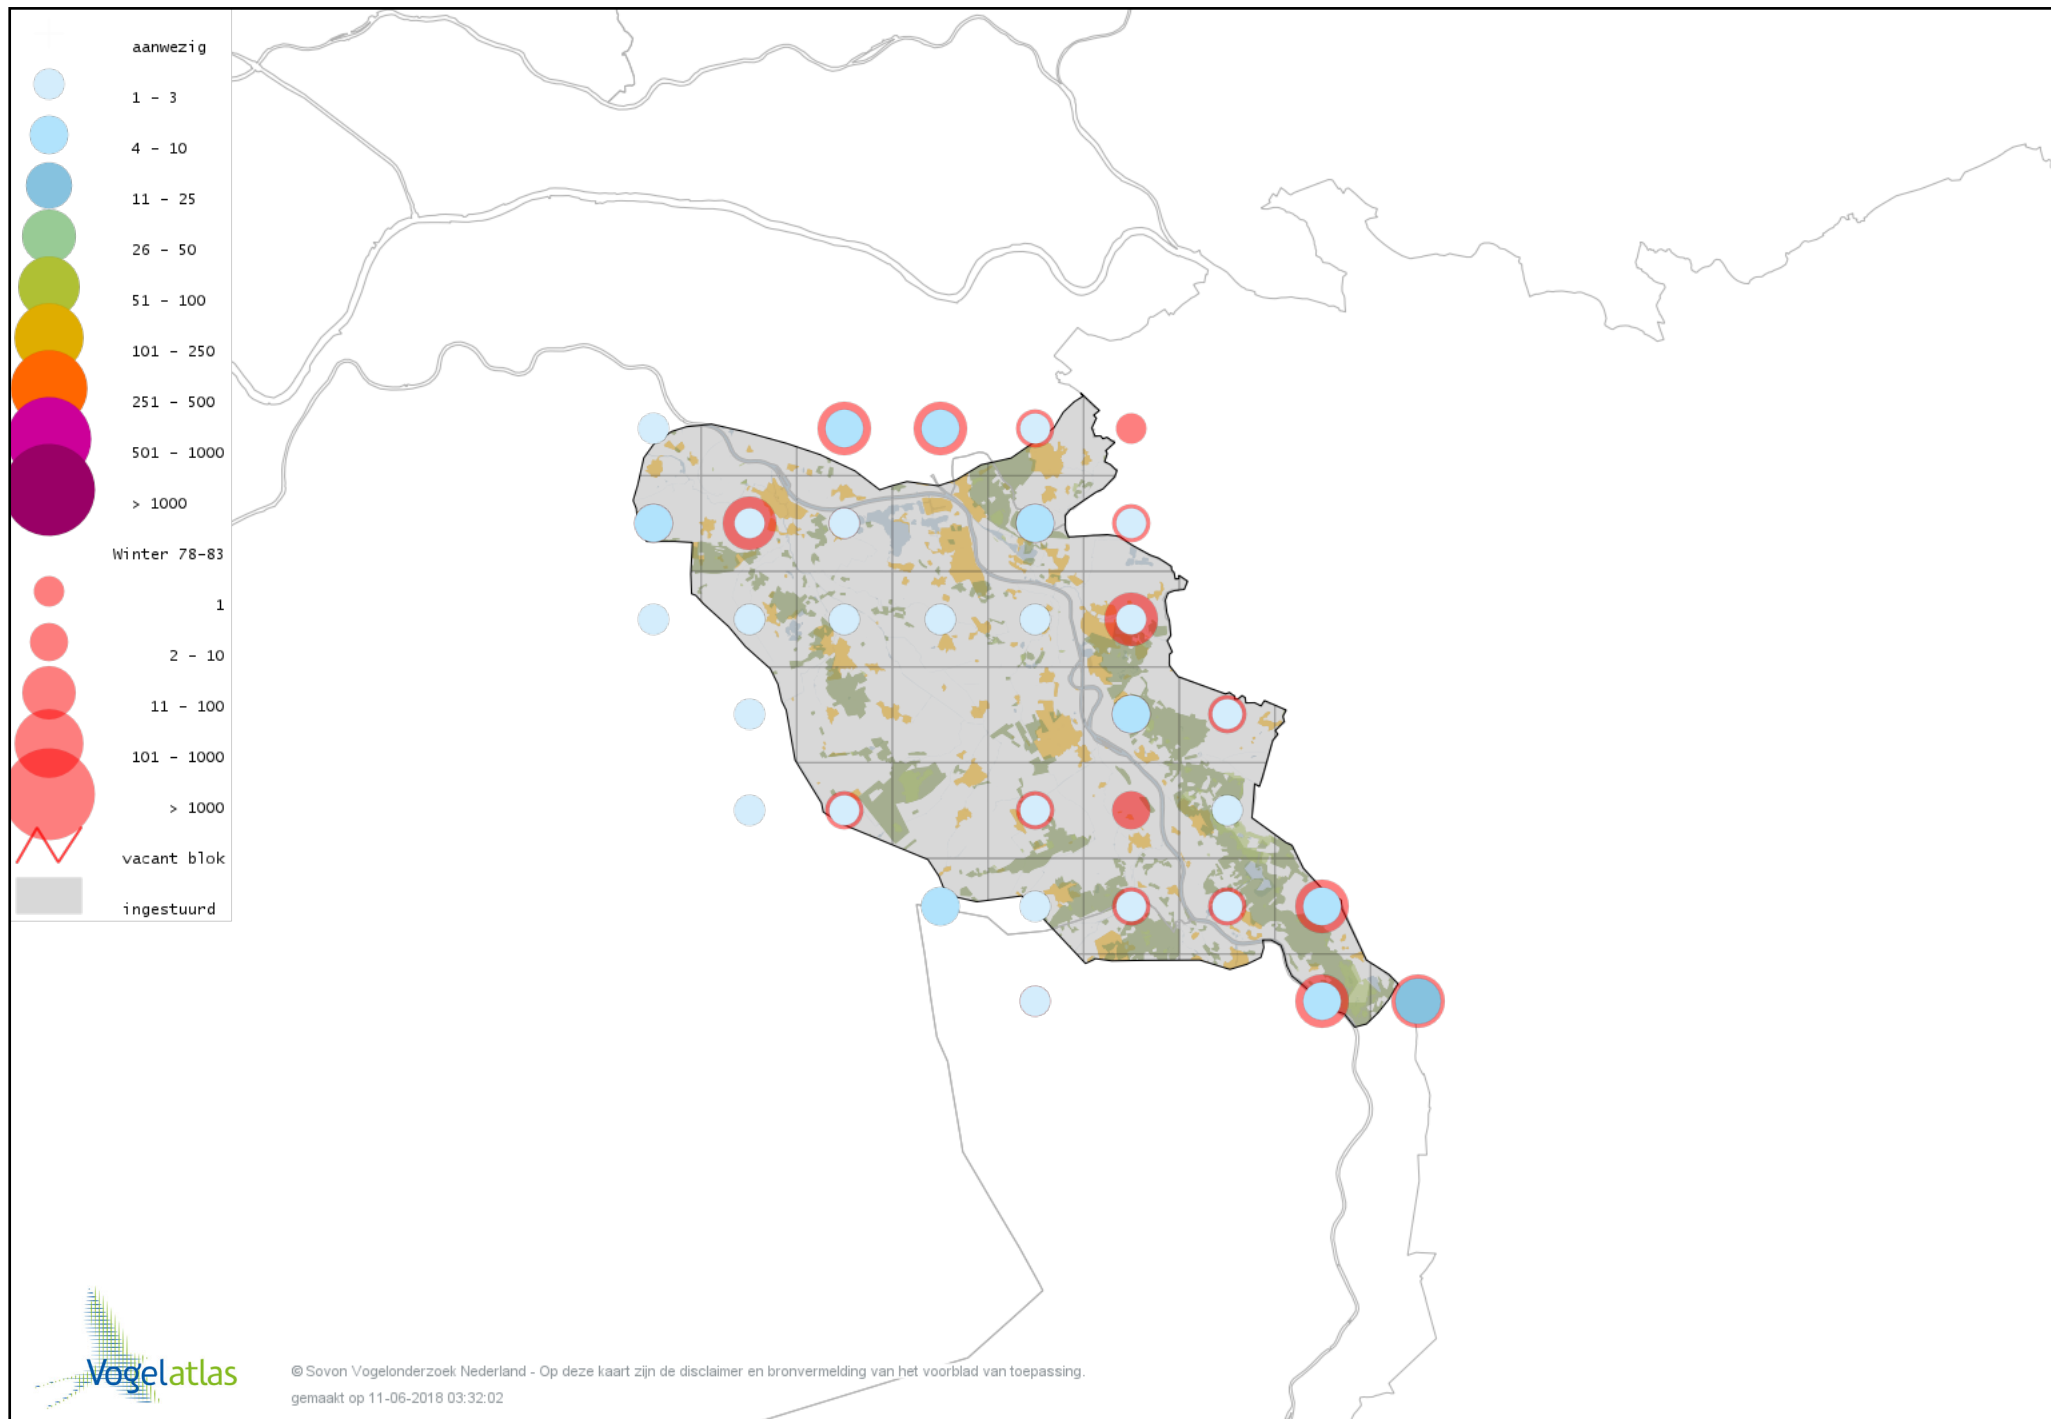 aanwezig
1 - 3
4 - 10
11 - 25
26 - 50
51 - 100
101 - 250
251 - 500
501 - 1000
> 1000
Winter 78-83
1
2 - 10
11 - 100
101 - 1000
> 1000
vacant blok
ingestuurd
Vogelatlas
© Sovon Vogelonderzoek Nederland - Op deze kaart zijn de disclaimer en bronvermelding van het voorblad van toepassing.
gemaakt op 11-06-2018 03:32:02